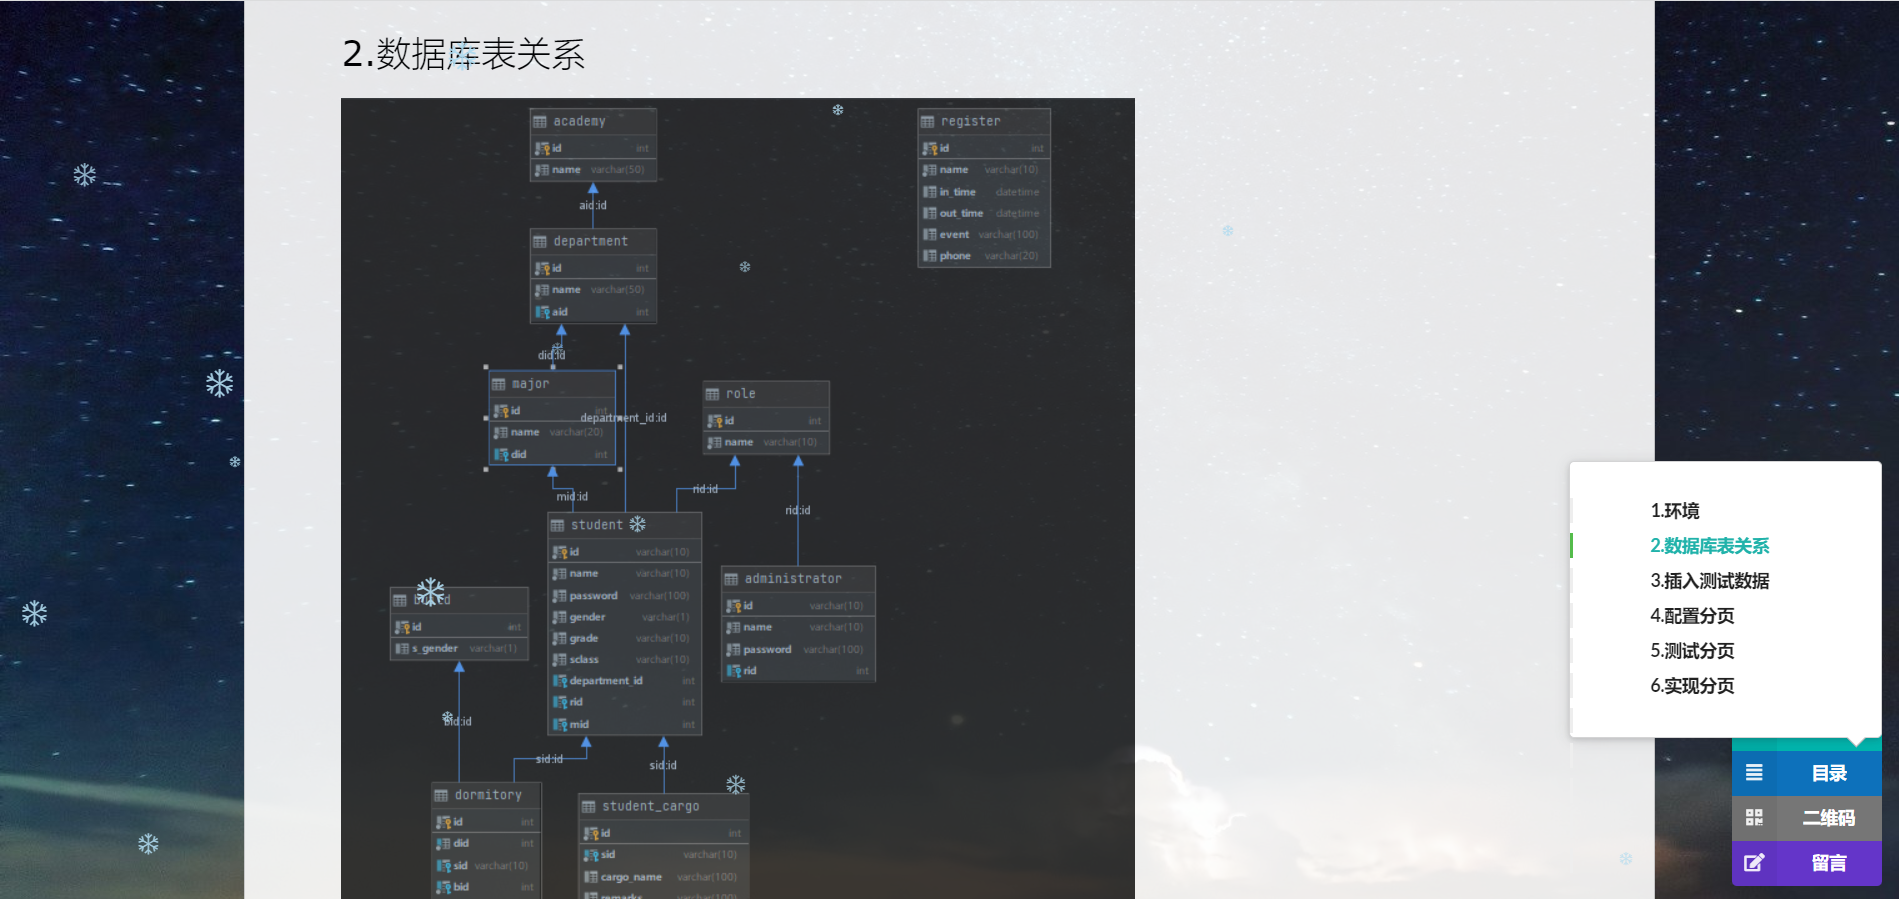 2.数据库表关系
academy
id int
name varchar(50)
aid:id
department
id int
name varchar(50)
aid int
did:id
major
id int
name varchar(20)
did int
department_id:id
mid:id
register
id int
name varchar(10)
in_time datetime
out_time datetime
event varchar(100)
phone varchar(20)
role
id int
name varchar(10)
rid:id
rid:id
student
id varchar(10)
name varchar(10)
password varchar(100)
gender varchar(1)
grade varchar(10)
sclass varchar(10)
department_id int
rid int
mid int
administrator
id varchar(10)
name varchar(10)
password varchar(100)
rid int
id int
s_gender varchar(1)
bid:id
sid:id
sid:id
dormitory
id int
did int
sid varchar(10)
bid int
student_cargo
id int
sid varchar(10)
cargo_name varchar(100)
remarks varchar(100)
1.环境
2.数据库表关系
3.插入测试数据
4.配置分页
5.测试分页
6.实现分页
目录
二维码
留言